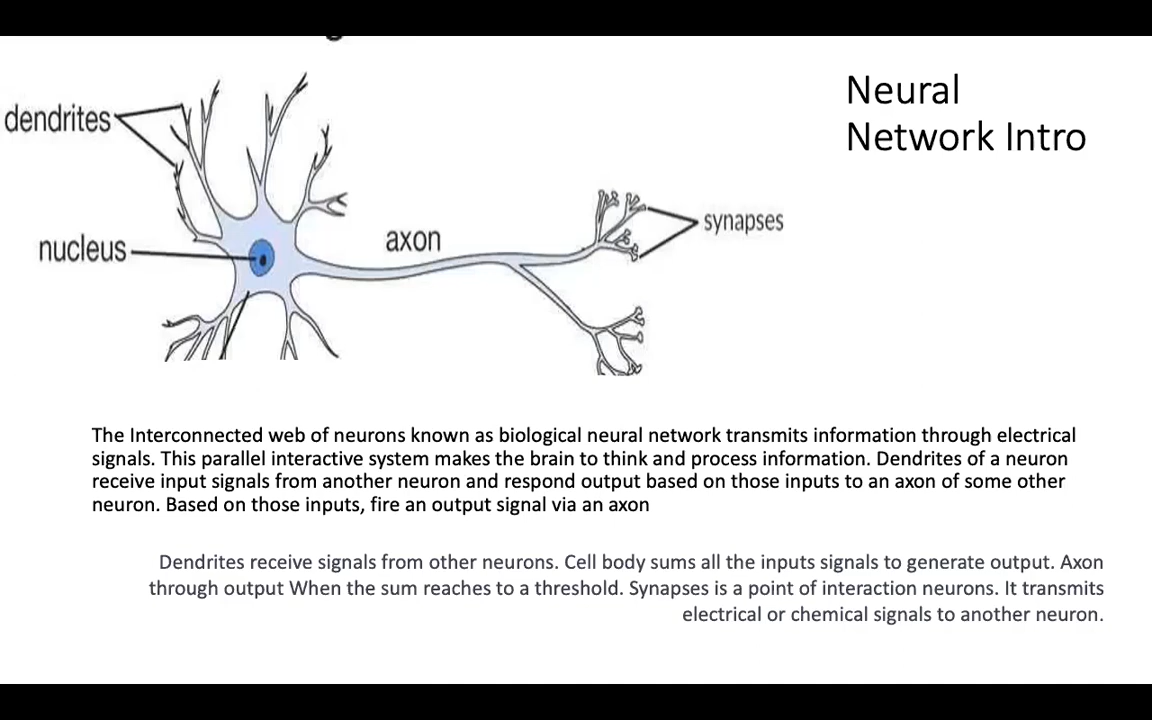 Neural
Network Intro
dendrites
nucleus
axon
synapses
The Interconnected web of neurons known as biological neural network transmits information through electrical
signals. This parallel interactive system makes the brain to think and process information. Dendrites of a neuron
receive input signals from another neuron and respond output based on those inputs to an axon of some other
neuron. Based on those inputs, fire an output signal via an axon
Dendrites receive signals from other neurons. Cell body sums all the inputs signals to generate output. Axon
through output When the sum reaches to a threshold. Synapses is a point of interaction neurons. It transmits
electrical or chemical signals to another neuron.